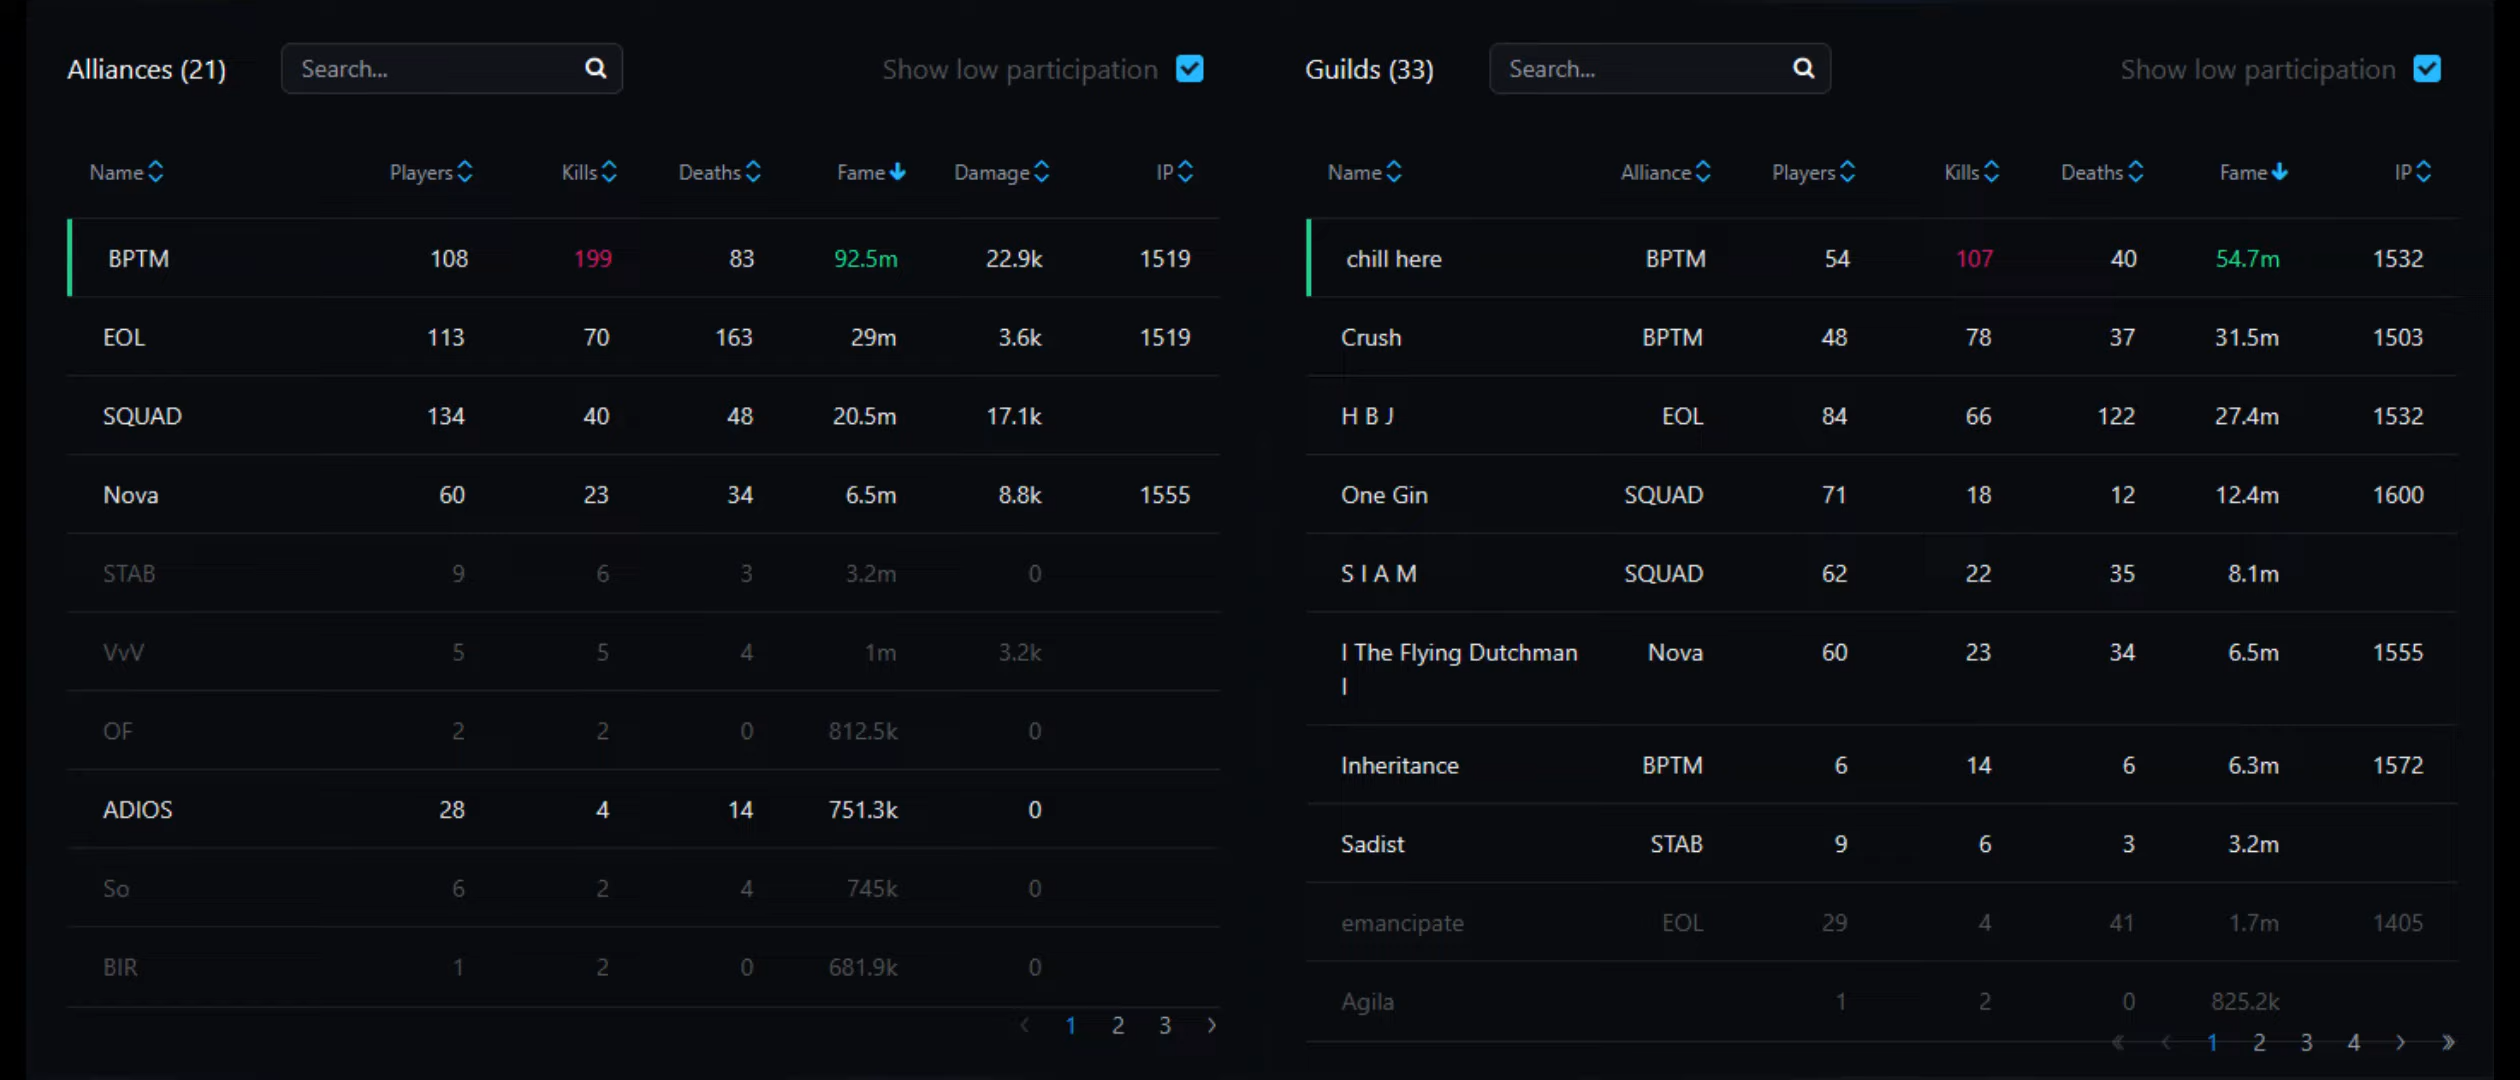 Alliances (21) Search... Show low participation
Name Players Kills Deaths Fame Damage IP
BPTM 108 199 83 92.5m 22.9k 1519
EOL 113 70 163 29m 3.6k 1519
SQUAD 134 40 48 20.5m 17.1k
Nova 60 23 34 6.5m 8.8k 1555
STAB 9 6 3 3.2m 0
VvV 5 5 4 1m 3.2k
OF 2 2 0 812.5k 0
ADIOS 28 4 14 751.3k 0
So 6 2 4 745k 0
BIR 1 2 0 681.9k 0
1 2 3
Guilds (33) Search... Show low participation
Name Alliance Players Kills Deaths Fame IP
chill here BPTM 54 107 40 54.7m 1532
Crush BPTM 48 78 37 31.5m 1503
H B J EOL 84 66 122 27.4m 1532
One Gin SQUAD 71 18 12 12.4m 1600
S I A M SQUAD 62 22 35 8.1m
I The Flying Dutchman Nova 60 23 34 6.5m 1555
I
Inheritance BPTM 6 14 6 6.3m 1572
Sadist STAB 9 6 3 3.2m
emancipate EOL 29 4 41 1.7m 1405
Agila 1 2 0 825.2k
1 2 3 4